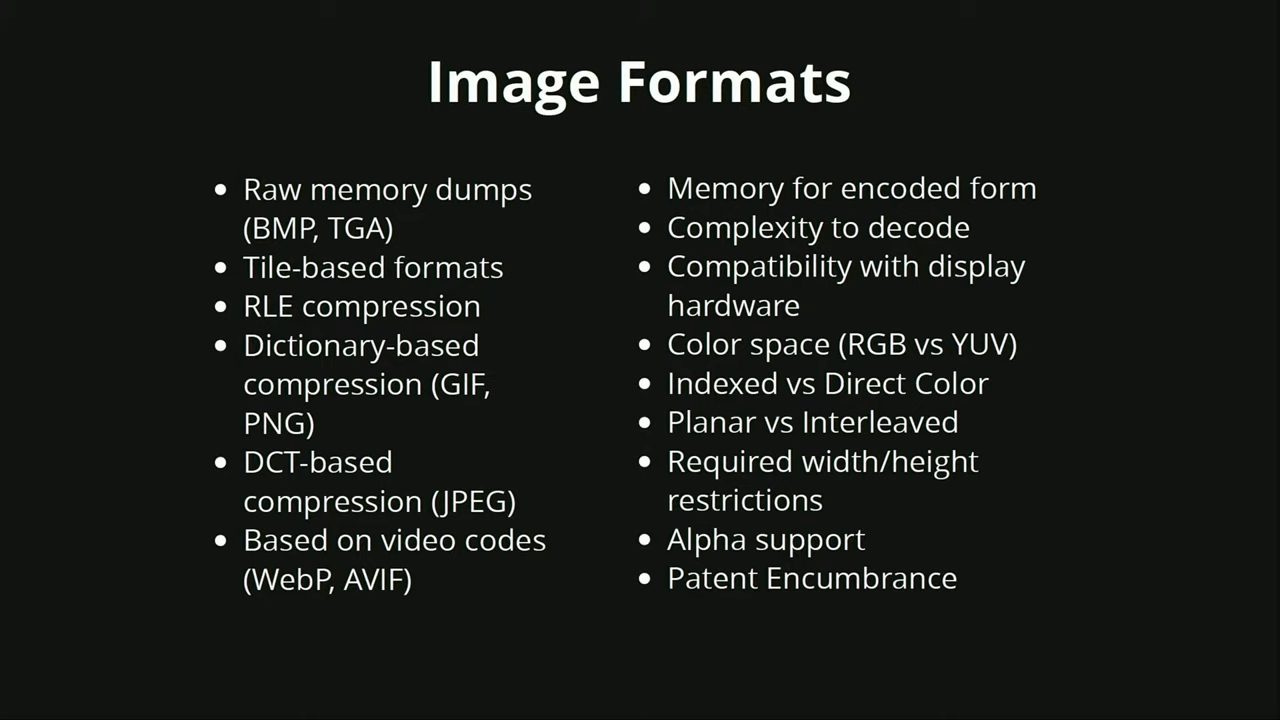 Image Formats
• Raw memory dumps
(BMP, TGA)
• Tile-based formats
• RLE compression
• Dictionary-based
compression (GIF,
PNG)
• DCT-based
compression (JPEG)
• Based on video codes
(WebP, AVIF)
• Memory for encoded form
• Complexity to decode
• Compatibility with display
hardware
• Color space (RGB vs YUV)
• Indexed vs Direct Color
• Planar vs Interleaved
• Required width/height
restrictions
• Alpha support
• Patent Encumbrance